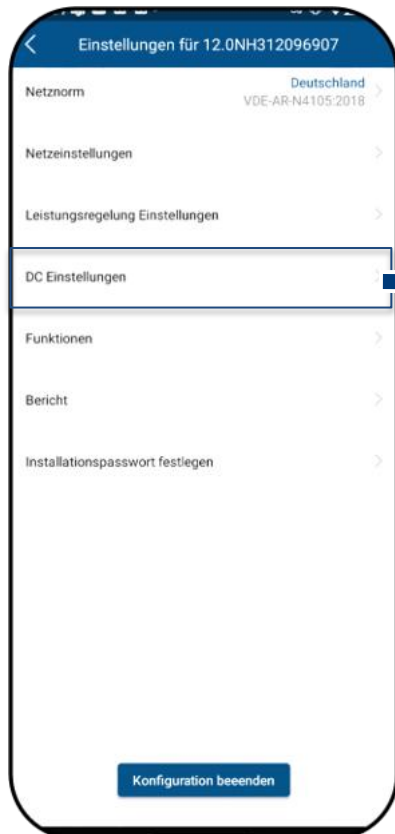 Einstellungen für 12.0NH312096907
Netznorm
Deutschland
VDE-AR-N4105:2018
Netzeinstellungen
Leistungsregelung Einstellungen
DC Einstellungen
Funktionen
Bericht
Installationspasswort festlegen
Konfiguration beeenden